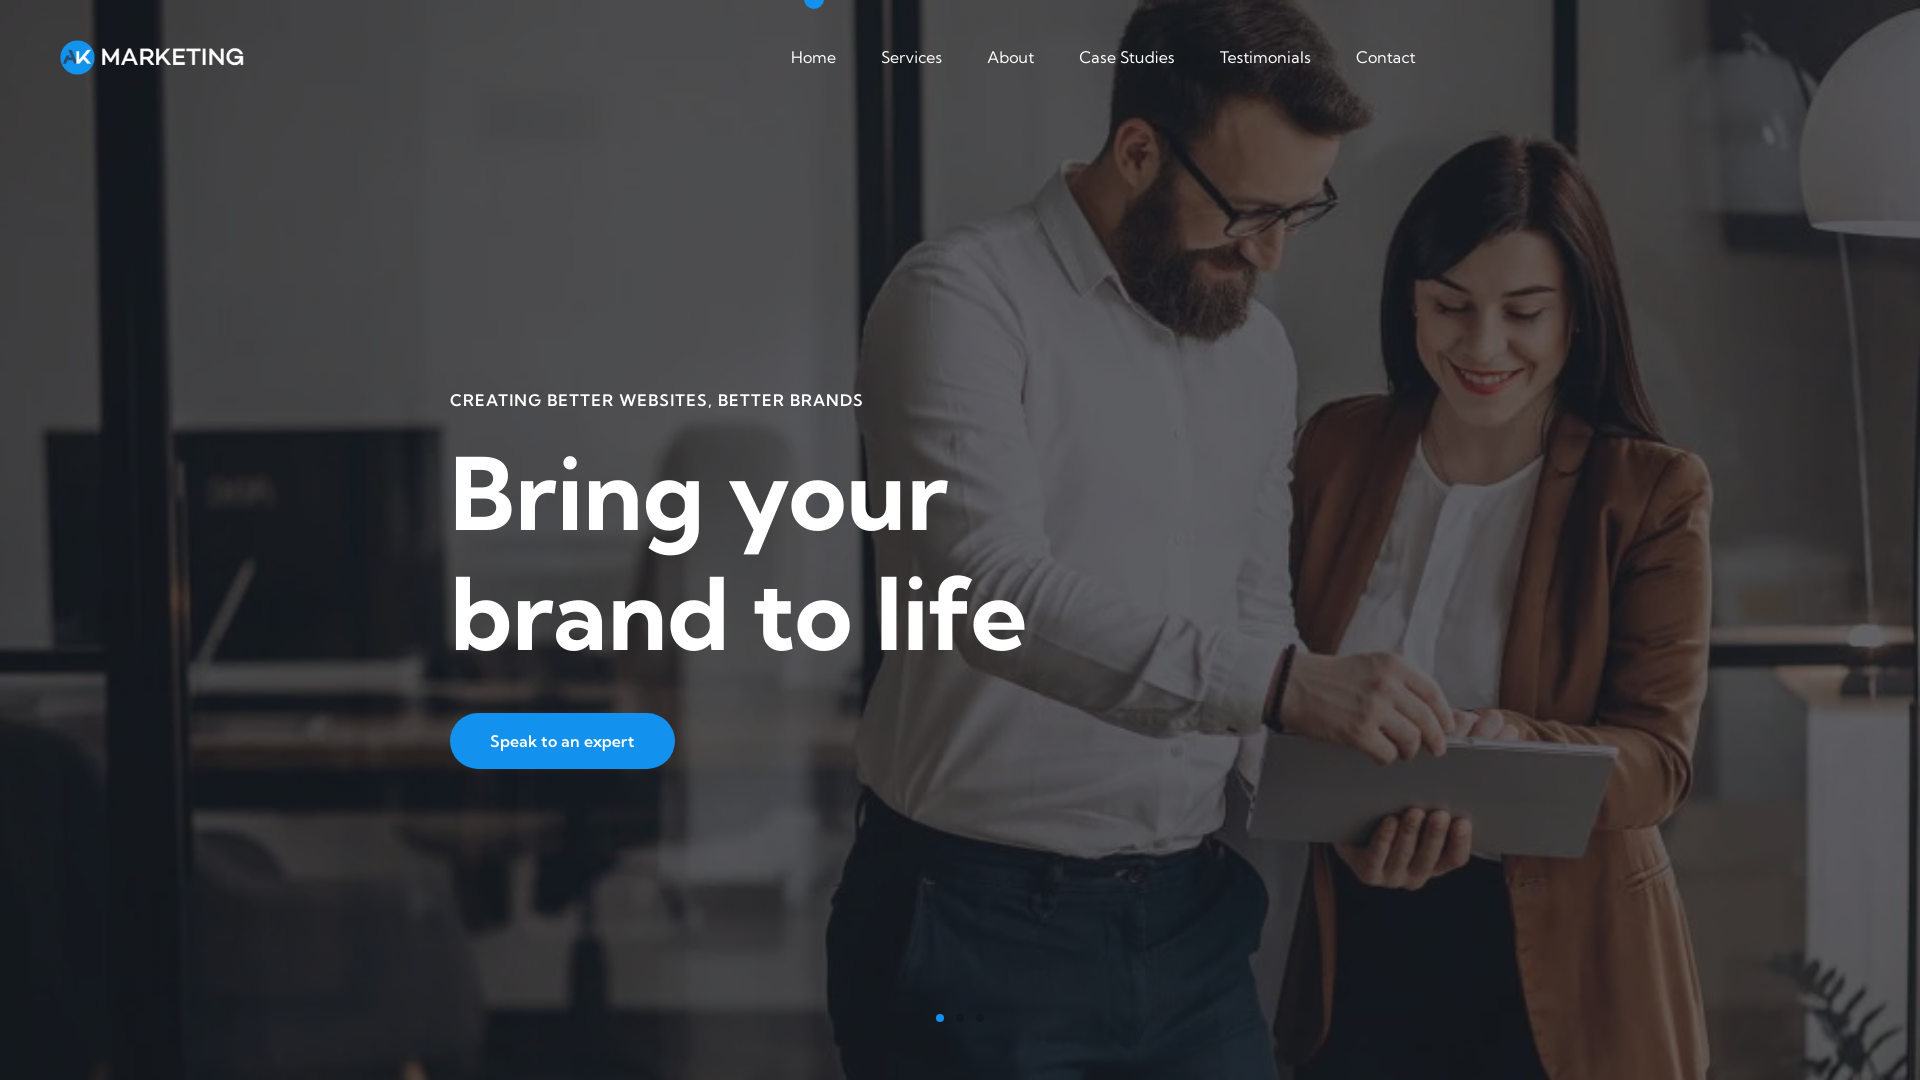 AK MARKETING
Home
Services
About
Case Studies
Testimonials
Contact
CREATING BETTER WEBSITES, BETTER BRANDS
Bring your
brand to life
Speak to an expert